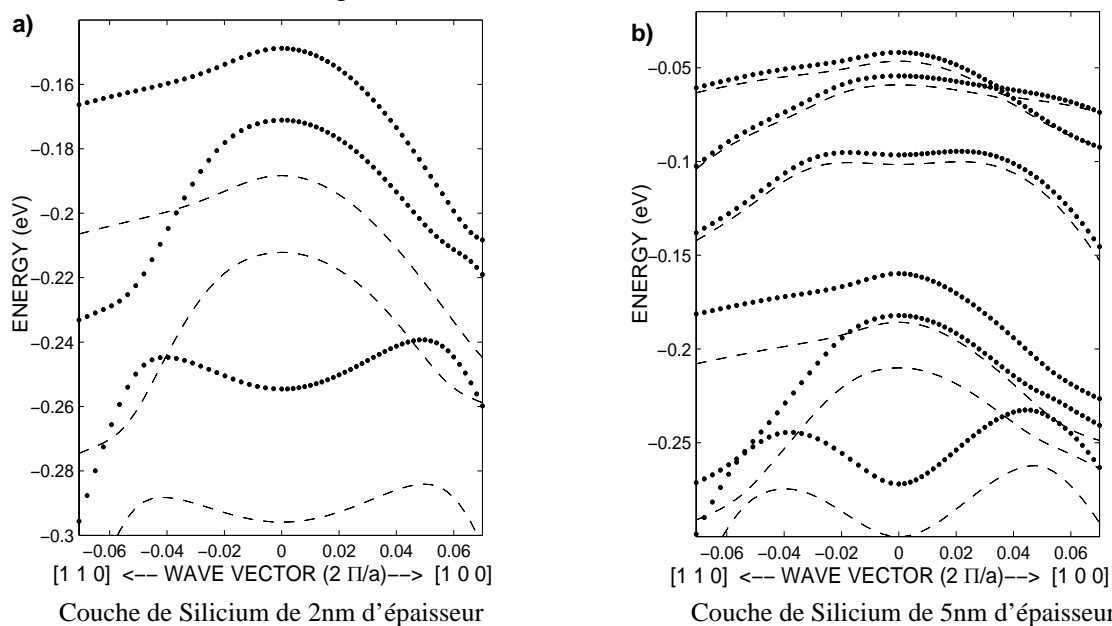 a)
−0.16
−0.18
−0.2
−0.22
−0.24
−0.26
−0.28
−0.3
ENERGY (eV)
−0.06 −0.04 −0.02 0 0.02 0.04 0.06
[1 1 0] <−− WAVE VECTOR (2 Π/a)−−> [1 0 0]
Couche de Silicium de 2nm d'épaisseur
b)
−0.05
−0.1
−0.15
−0.2
−0.25
ENERGY (eV)
−0.06 −0.04 −0.02 0 0.02 0.04 0.06
[1 1 0] <−− WAVE VECTOR (2 Π/a)−−> [1 0 0]
Couche de Silicium de 5nm d'épaisseur